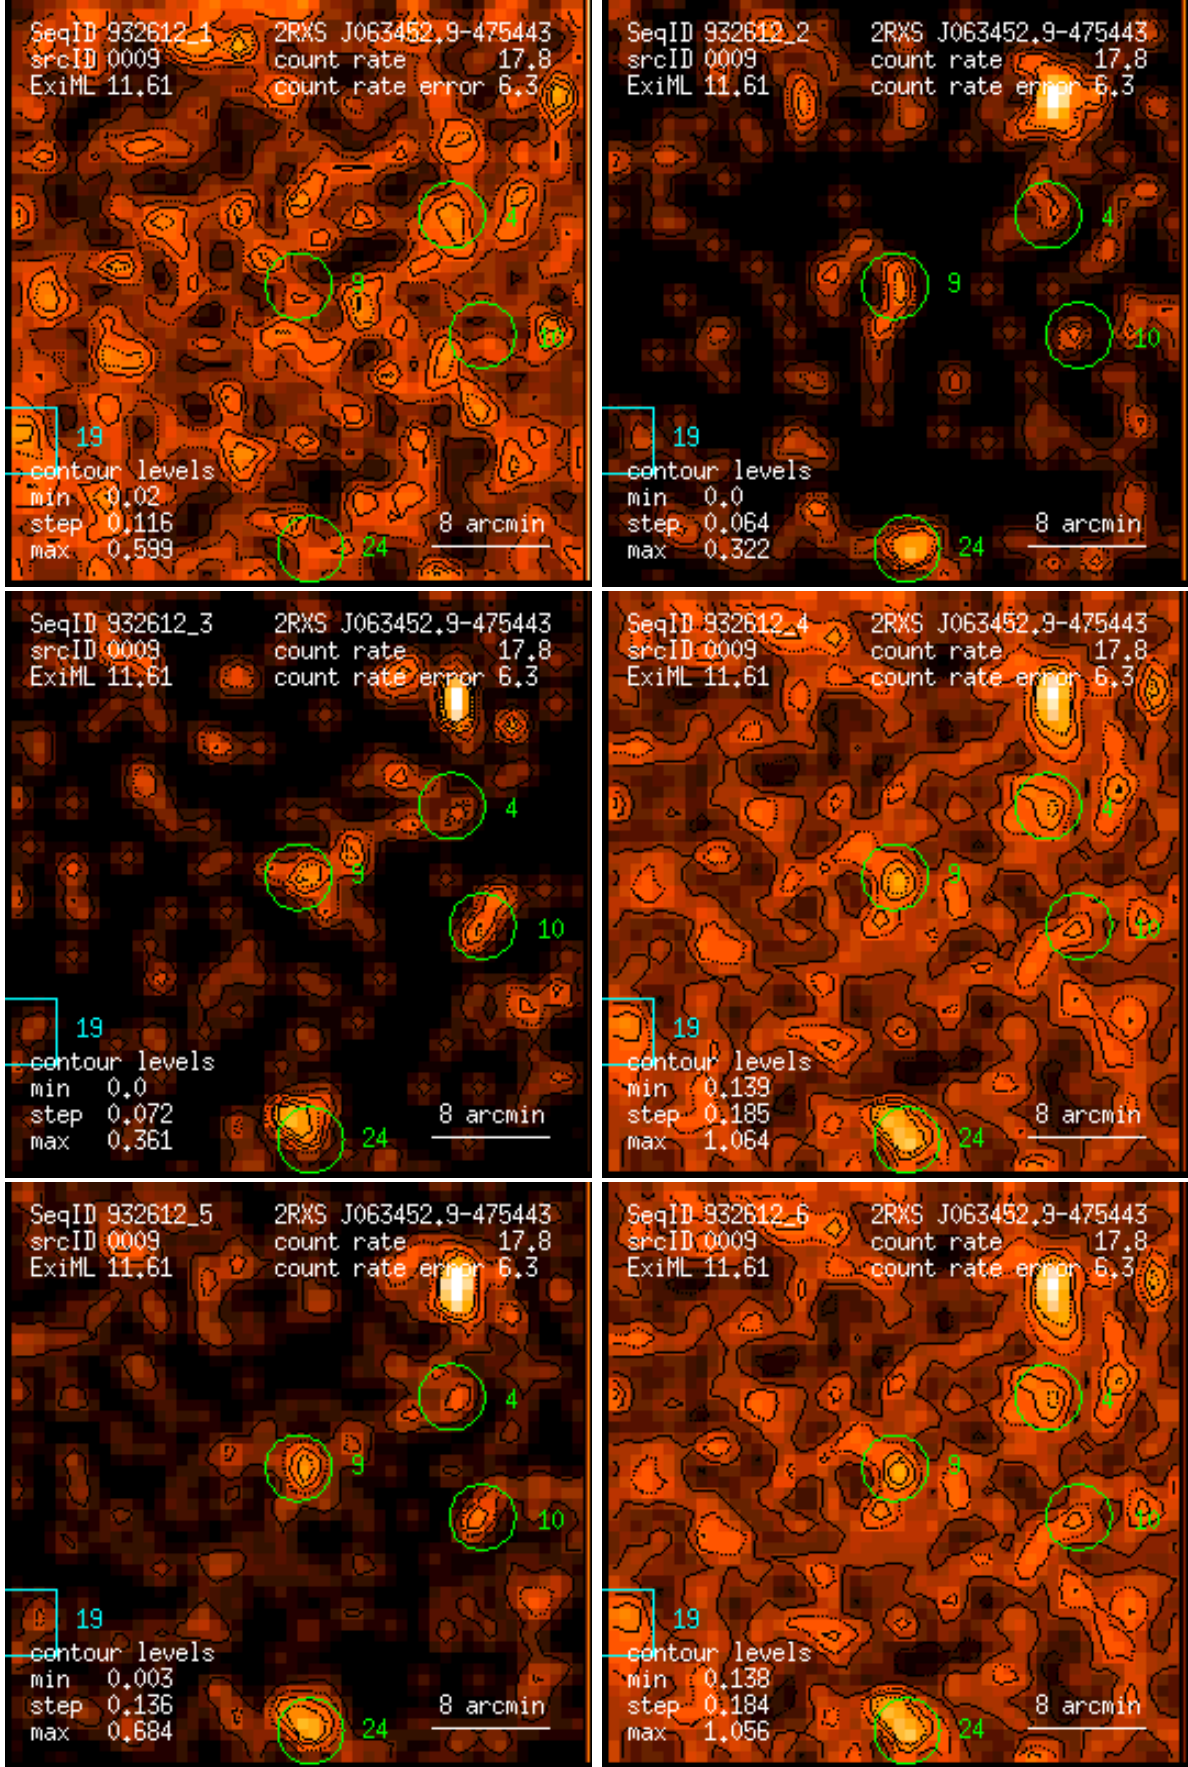 SeqID 932612_1 2RXS J063452.9-475443
srcID 0009 count rate 17.8
ExiML 11.61 count rate error 6.3
4
9
10
19
contour levels
min 0.02
step 0.116 8 arcmin
max 0.599 24
SeqID 932612_2 2RXS J063452.9-475443
srcID 0009 count rate 17.8
ExiML 11.61 count rate error 6.3
4
9
10
19
contour levels
min 0.0
step 0.064 8 arcmin
max 0.322 24
SeqID 932612_3 2RXS J063452.9-475443
srcID 0009 count rate 17.8
ExiML 11.61 count rate error 6.3
4
9
10
19
contour levels
min 0.0
step 0.072 8 arcmin
max 0.361 24
SeqID 932612_4 2RXS J063452.9-475443
srcID 0009 count rate 17.8
ExiML 11.61 count rate error 6.3
4
9
10
19
contour levels
min 0.139
step 0.185 8 arcmin
max 1.064 24
SeqID 932612_5 2RXS J063452.9-475443
srcID 0009 count rate 17.8
ExiML 11.61 count rate error 6.3
4
9
10
19
contour levels
min 0.003
step 0.136 8 arcmin
max 0.684 24
SeqID 932612_6 2RXS J063452.9-475443
srcID 0009 count rate 17.8
ExiML 11.61 count rate error 6.3
4
9
10
19
contour levels
min 0.138
step 0.184 8 arcmin
max 1.056 24